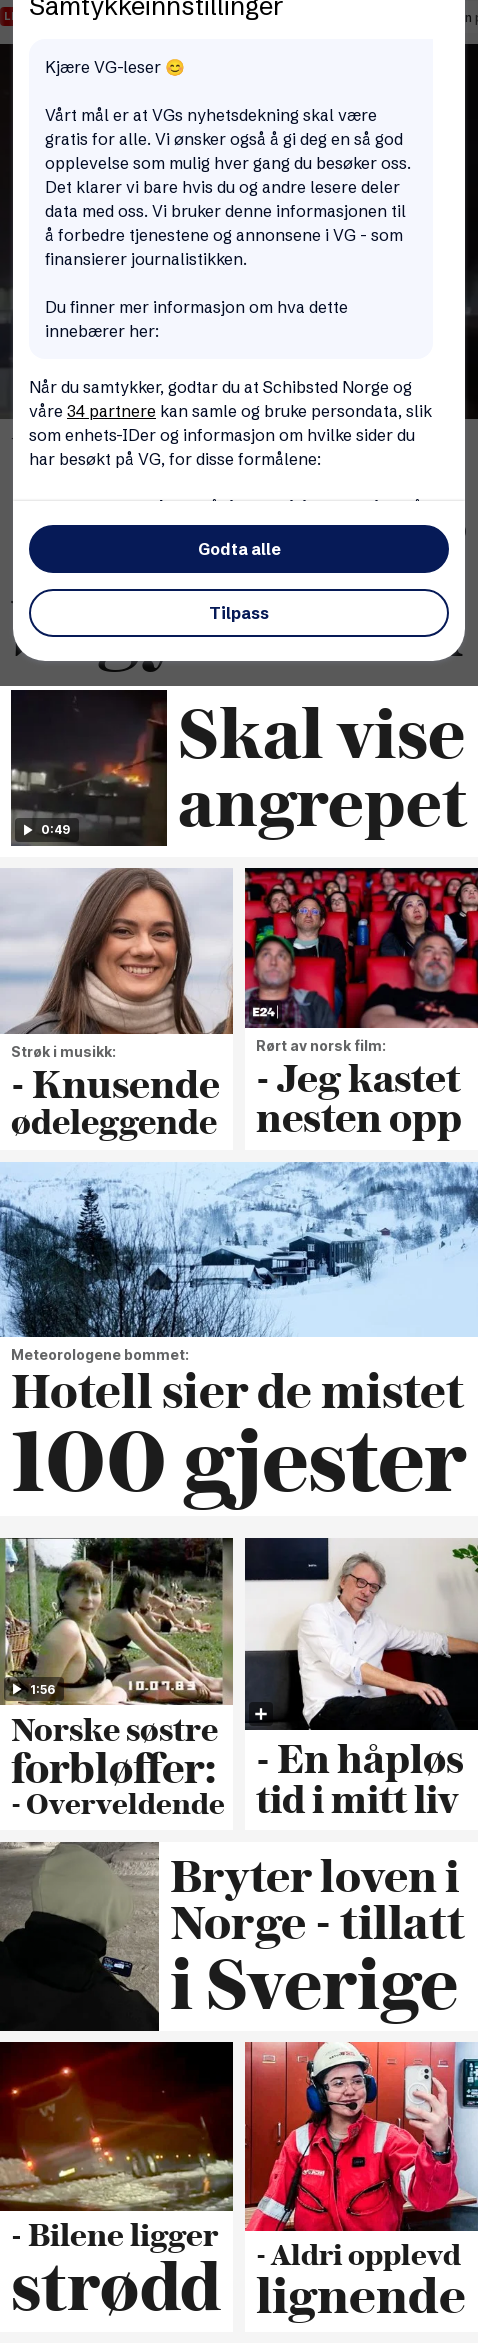 Samtykkeinnstillinger
Kjære VG-leser 😊
Vårt mål er at VGs nyhetsdekning skal være
gratis for alle. Vi ønsker også å gi deg en så god
opplevelse som mulig hver gang du besøker oss.
Det klarer vi bare hvis du og andre lesere deler
data med oss. Vi bruker denne informasjonen til
å forbedre tjenestene og annonsene i VG - som
finansierer journalistikken.
Du finner mer informasjon om hva dette
innebærer her:
Når du samtykker, godtar du at Schibsted Norge og
våre 34 partnere kan samle og bruke persondata, slik
som enhets-IDer og informasjon om hvilke sider du
har besøkt på VG, for disse formålene:
Godta alle
Tilpass
0:49
Skal vise
angrepet
Strøk i musikk:
- Knusende
ødeleggende
E24
Rørt av norsk film:
- Jeg kastet
nesten opp
Meteorologene bommet:
Hotell sier de mistet
100 gjester
1:56
10.07.83
Norske søstre
forbløffer:
- Overveldende
- En håpløs
tid i mitt liv
Bryter loven i
Norge - tillatt
i Sverige
- Bilene ligger
strødd
- Aldri opplevd
lignende